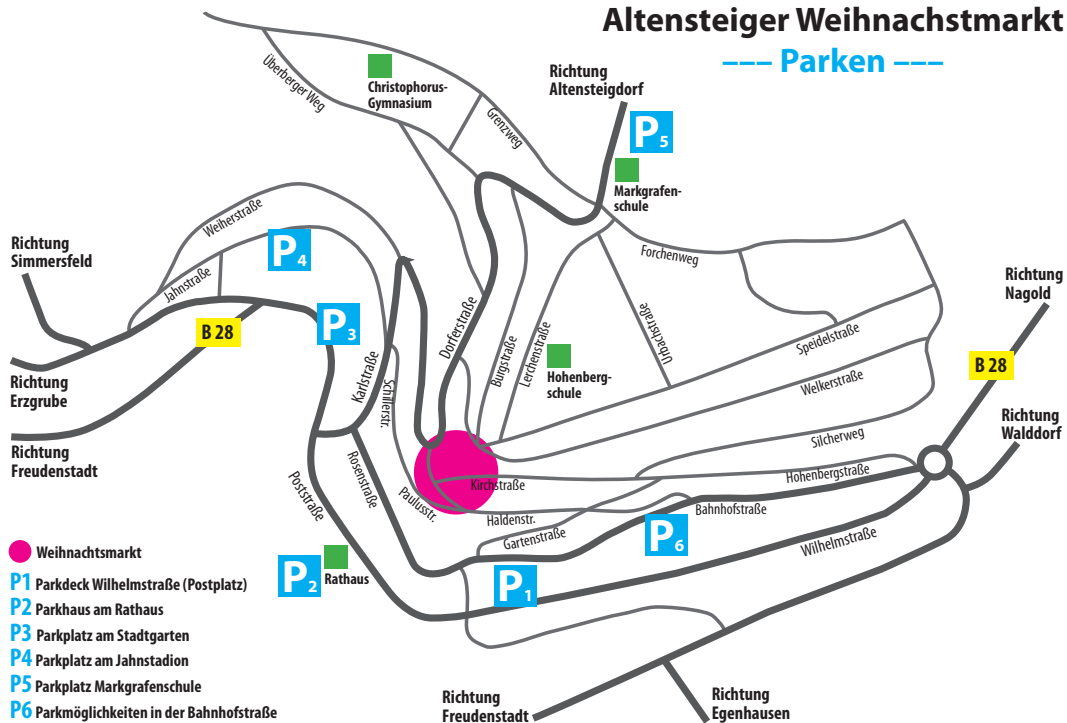 Altensteiger Weihnachstmarkt
––– Parken –––
Richtung
Altensteigdorf
Christophorus-
Gymnasium
Überberger Weg
Grenzweg
P5
Markgrafen-
schule
Weiherstraße
Richtung
Simmersfeld
P4
Jahnstraße
Forchenweg
Richtung
Nagold
B 28
P3
Dorferstraße
Burgstraße
Lerchenstraße
Urbachstraße
Speidelstraße
Karlstraße
Schillerstr.
Hohenberg-
schule
Welkerstraße
B 28
Richtung
Erzgrube
Richtung
Walddorf
Richtung
Freudenstadt
Silcherweg
Rosenstraße
Poststraße
Paulusstr.
Kirchstraße
Hohenbergstraße
Haldenstr.
Bahnhofstraße
Gartenstraße
P6
Wilhelmstraße
P2
Rathaus
P1
Weihnachtsmarkt
P1 Parkdeck Wilhelmstraße (Postplatz)
P2 Parkhaus am Rathaus
P3 Parkplatz am Stadtgarten
P4 Parkplatz am Jahnstadion
P5 Parkplatz Markgrafenschule
P6 Parkmöglichkeiten in der Bahnhofstraße
Richtung
Freudenstadt
Richtung
Egenhausen